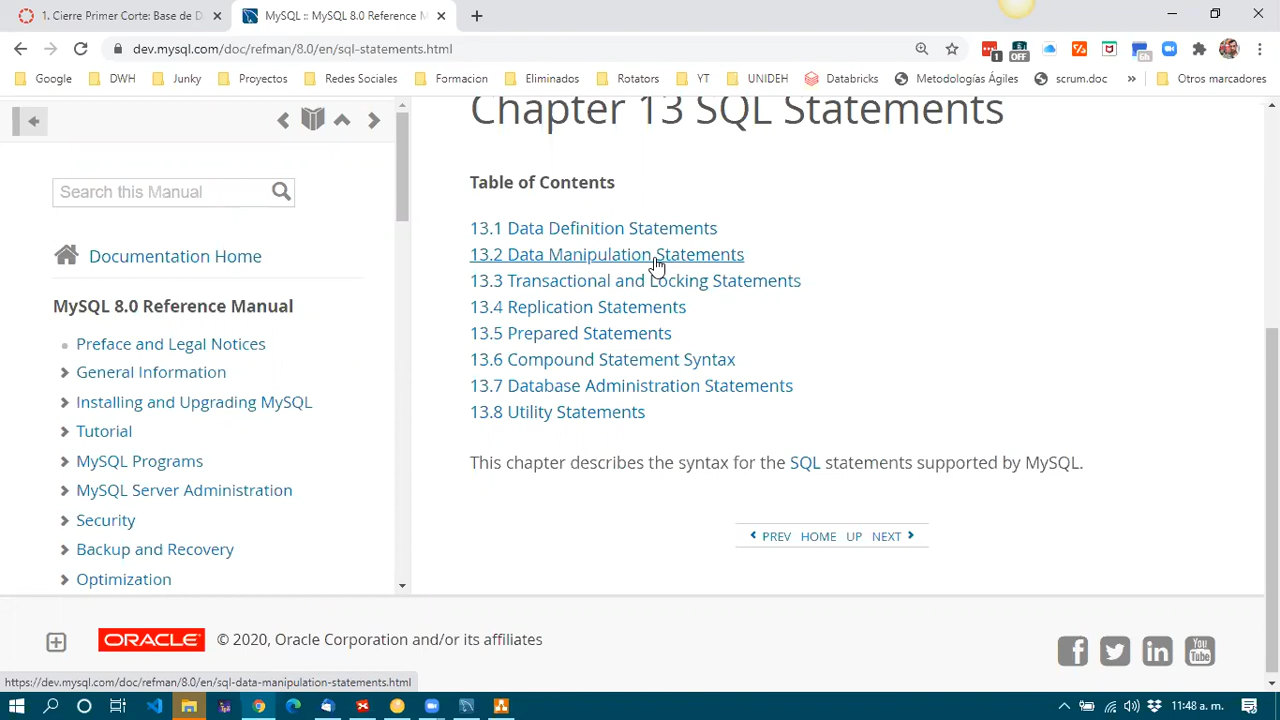 1. Cierre Primer Corte: Base de D
MySQL :: MySQL 8.0 Reference M
dev.mysql.com/doc/refman/8.0/en/sql-statements.html
1
OFF
6h
Google
DWH
Junky
Proyectos
Redes Sociales
Formacion
Eliminados
Rotators
YT
UNIDEH
Databricks
Metodologías Ágiles
scrum.doc
»
Otros marcadores
Search this Manual
Documentation Home
MySQL 8.0 Reference Manual
Preface and Legal Notices
General Information
Installing and Upgrading MySQL
Tutorial
MySQL Programs
MySQL Server Administration
Security
Backup and Recovery
Optimization
Chapter 13 SQL Statements
Table of Contents
13.1 Data Definition Statements
13.2 Data Manipulation Statements
13.3 Transactional and Locking Statements
13.4 Replication Statements
13.5 Prepared Statements
13.6 Compound Statement Syntax
13.7 Database Administration Statements
13.8 Utility Statements
This chapter describes the syntax for the SQL statements supported by MySQL.
PREV HOME UP NEXT
ORACLE © 2020, Oracle Corporation and/or its affiliates
You Tube
https://dev.mysql.com/doc/refman/8.0/en/sql-data-manipulation-statements.html
11:48 a. m.